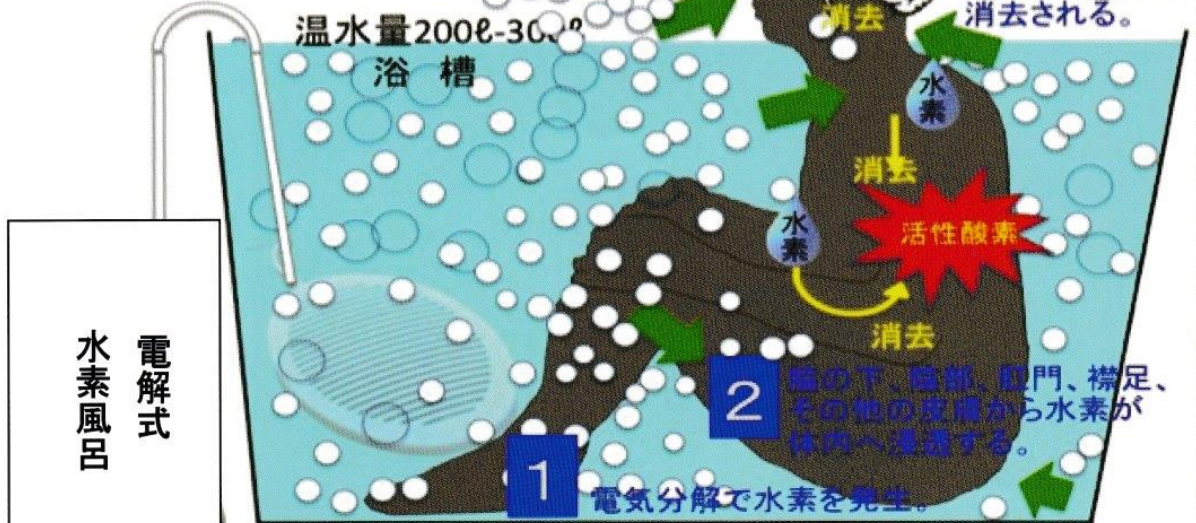 消去
消去される。
温水量200ℓ-300ℓ
浴 槽
水素
消去
水素
活性酸素
消去
電解式
水素風呂
2
脇の下、陰部、肛門、襟足、
その他の皮膚から水素が
体内へ浸透する。
1
電気分解で水素を発生。